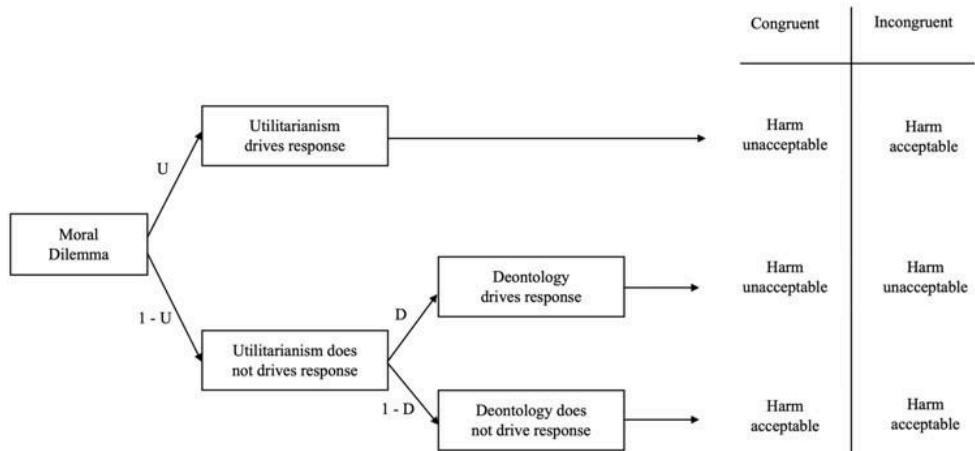 Congruent
Incongruent
Utilitarianism
drives response
Harm
unacceptable
Harm
acceptable
U
Moral
Dilemma
Deontology
drives response
Harm
unacceptable
Harm
unacceptable
1 - U
D
Utilitarianism does
not drives response
1 - D
Deontology does
not drive response
Harm
acceptable
Harm
acceptable